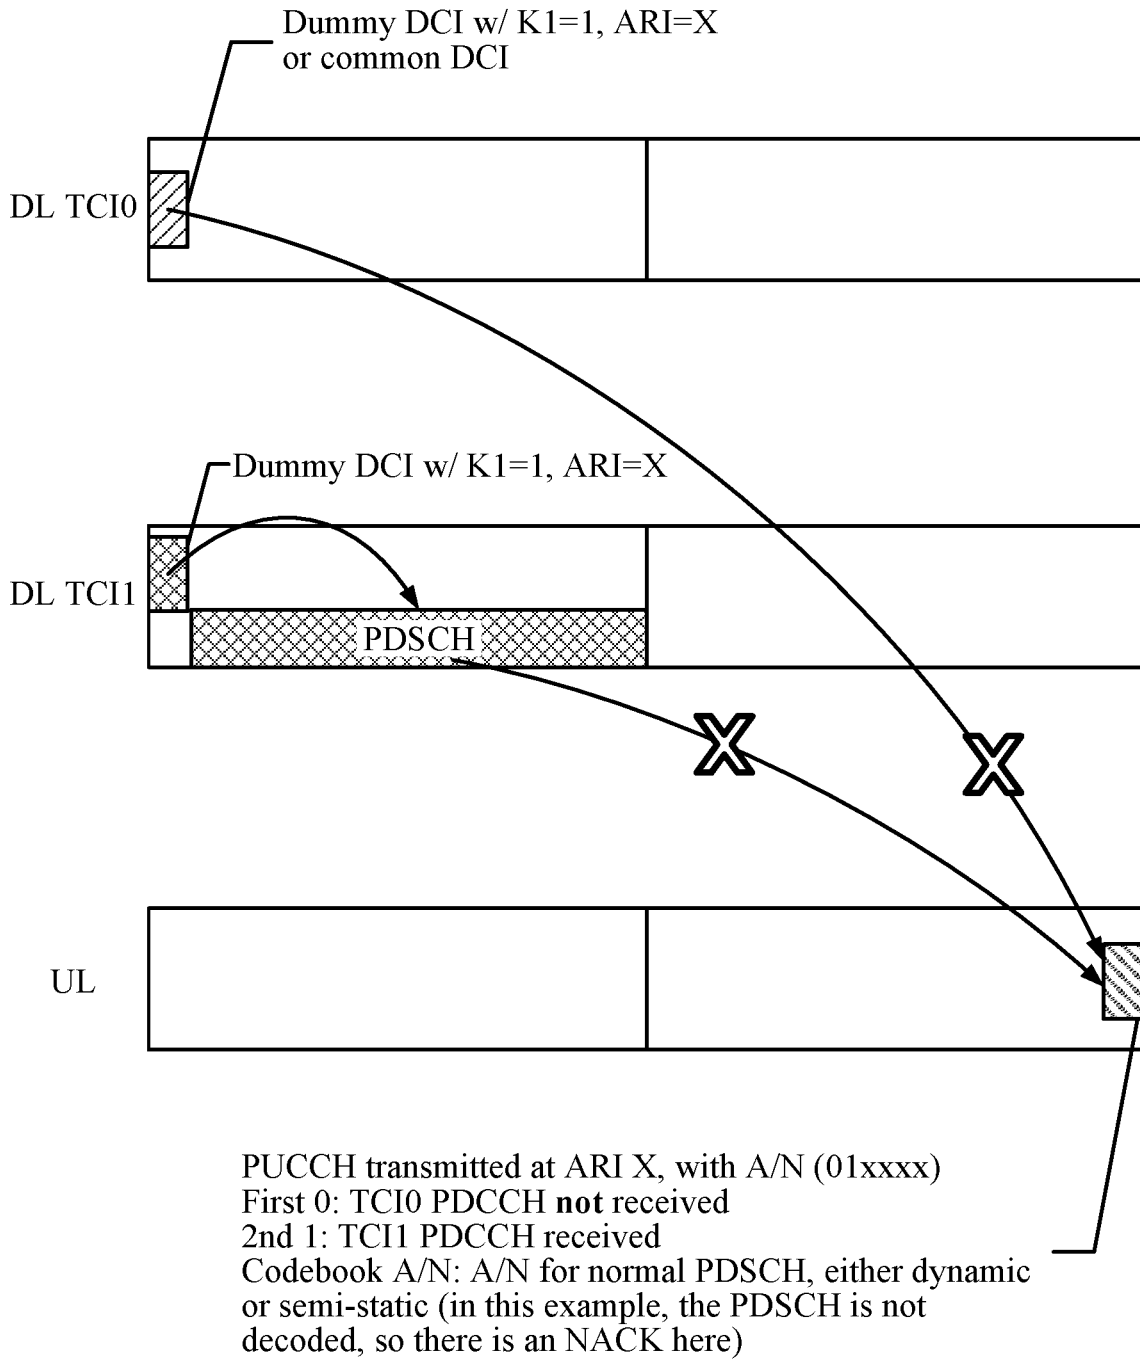 Dummy DCI w/ K1=1, ARI=X
or common DCI
DL TCI0
Dummy DCI w/ K1=1, ARI=X
DL TCI1
PDSCH
X
X
UL
PUCCH transmitted at ARI X, with A/N (01xxxx)
First 0: TCI0 PDCCH not received
2nd 1: TCI1 PDCCH received
Codebook A/N: A/N for normal PDSCH, either dynamic
or semi-static (in this example, the PDSCH is not
decoded, so there is an NACK here)